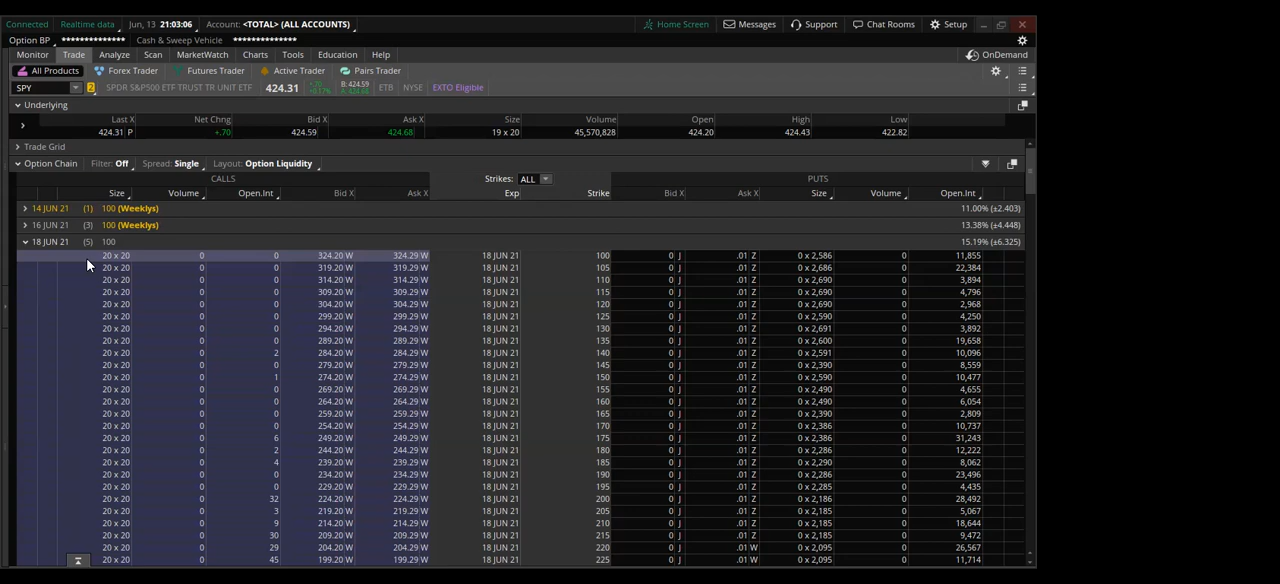 Connected Realtime data Jun, 13 21:03:06 Account: <TOTAL> (ALL ACCOUNTS) Home Screen Messages Support Chat Rooms Setup
Option BP ************** Cash & Sweep Vehicle **************
Monitor Trade Analyze Scan MarketWatch Charts Tools Education Help OnDemand
All Products Forex Trader Futures Trader Active Trader Pairs Trader
SPY 2 SPDR S&P500 ETF TRUST TR UNIT ETF 424.31 +.70 +0.17% B: 424.59 A: 424.68 ETB NYSE EXTO Eligible
Underlying
Last X Net Chng Bid X Ask X Size Volume Open High Low
424.31 P +.70 424.59 424.68 19 x 20 45,570,828 424.20 424.43 422.82
Trade Grid
Option Chain Filter: Off Spread: Single Layout: Option Liquidity
CALLS Strikes: ALL PUTS
Size Volume Open.Int Bid X Ask X Exp Strike Bid X Ask X Size Volume Open.Int
14 JUN 21 (1) 100 (Weeklys) 11.00% (±2.403)
16 JUN 21 (3) 100 (Weeklys) 13.38% (±4.448)
18 JUN 21 (5) 100 15.19% (±6.325)
20 x 20 0 0 324.20 W 324.29 W 18 JUN 21 100 0 J .01 Z 0 x 2,586 0 11,855
20 x 20 0 0 319.20 W 319.29 W 18 JUN 21 105 0 J .01 Z 0 x 2,686 0 22,384
20 x 20 0 0 314.20 W 314.29 W 18 JUN 21 110 0 J .01 Z 0 x 2,690 0 3,894
20 x 20 0 0 309.20 W 309.29 W 18 JUN 21 115 0 J .01 Z 0 x 2,690 0 4,796
20 x 20 0 0 304.20 W 304.29 W 18 JUN 21 120 0 J .01 Z 0 x 2,690 0 2,968
20 x 20 0 0 299.20 W 299.29 W 18 JUN 21 125 0 J .01 Z 0 x 2,590 0 4,250
20 x 20 0 0 294.20 W 294.29 W 18 JUN 21 130 0 J .01 Z 0 x 2,691 0 3,892
20 x 20 0 0 289.20 W 289.29 W 18 JUN 21 135 0 J .01 Z 0 x 2,600 0 19,658
20 x 20 0 2 284.20 W 284.29 W 18 JUN 21 140 0 J .01 Z 0 x 2,591 0 10,096
20 x 20 0 0 279.20 W 279.29 W 18 JUN 21 145 0 J .01 Z 0 x 2,390 0 8,559
20 x 20 0 1 274.20 W 274.29 W 18 JUN 21 150 0 J .01 Z 0 x 2,590 0 10,477
20 x 20 0 0 269.20 W 269.29 W 18 JUN 21 155 0 J .01 Z 0 x 2,490 0 4,655
20 x 20 0 0 264.20 W 264.29 W 18 JUN 21 160 0 J .01 Z 0 x 2,490 0 6,054
20 x 20 0 0 259.20 W 259.29 W 18 JUN 21 165 0 J .01 Z 0 x 2,390 0 2,809
20 x 20 0 0 254.20 W 254.29 W 18 JUN 21 170 0 J .01 Z 0 x 2,386 0 10,737
20 x 20 0 6 249.20 W 249.29 W 18 JUN 21 175 0 J .01 Z 0 x 2,386 0 31,243
20 x 20 0 2 244.20 W 244.29 W 18 JUN 21 180 0 J .01 Z 0 x 2,286 0 12,222
20 x 20 0 4 239.20 W 239.29 W 18 JUN 21 185 0 J .01 Z 0 x 2,290 0 8,062
20 x 20 0 0 234.20 W 234.29 W 18 JUN 21 190 0 J .01 Z 0 x 2,286 0 23,496
20 x 20 0 0 229.20 W 229.29 W 18 JUN 21 195 0 J .01 Z 0 x 2,285 0 4,435
20 x 20 0 32 224.20 W 224.29 W 18 JUN 21 200 0 J .01 Z 0 x 2,186 0 28,492
20 x 20 0 3 219.20 W 219.29 W 18 JUN 21 205 0 J .01 Z 0 x 2,185 0 5,067
20 x 20 0 9 214.20 W 214.29 W 18 JUN 21 210 0 J .01 Z 0 x 2,185 0 18,644
20 x 20 0 30 209.20 W 209.29 W 18 JUN 21 215 0 J .01 Z 0 x 2,185 0 9,472
20 x 20 0 29 204.20 W 204.29 W 18 JUN 21 220 0 J .01 W 0 x 2,095 0 26,567
20 x 20 0 45 199.20 W 199.29 W 18 JUN 21 225 0 J .01 W 0 x 2,095 0 11,714